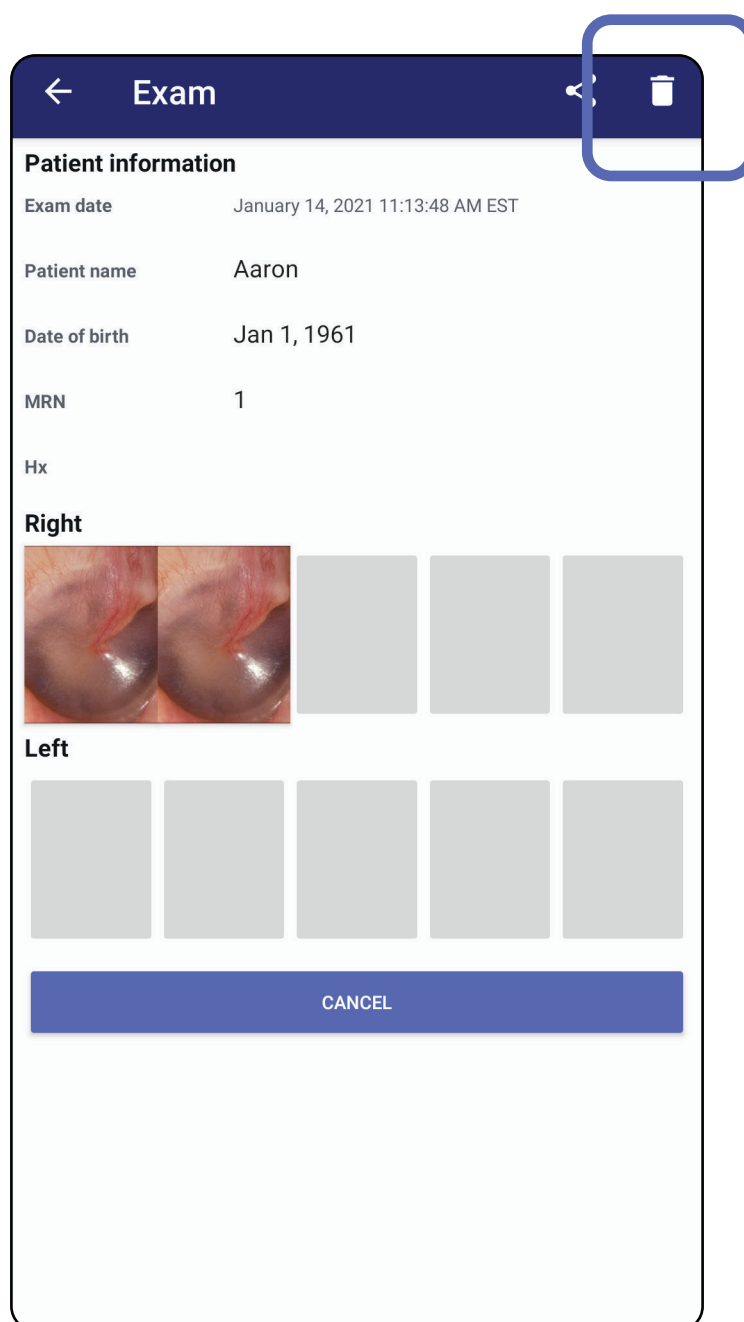 Exam
Patient information
Exam date January 14, 2021 11:13:48 AM EST
Patient name Aaron
Date of birth Jan 1, 1961
MRN 1
Hx
Right
Left
CANCEL